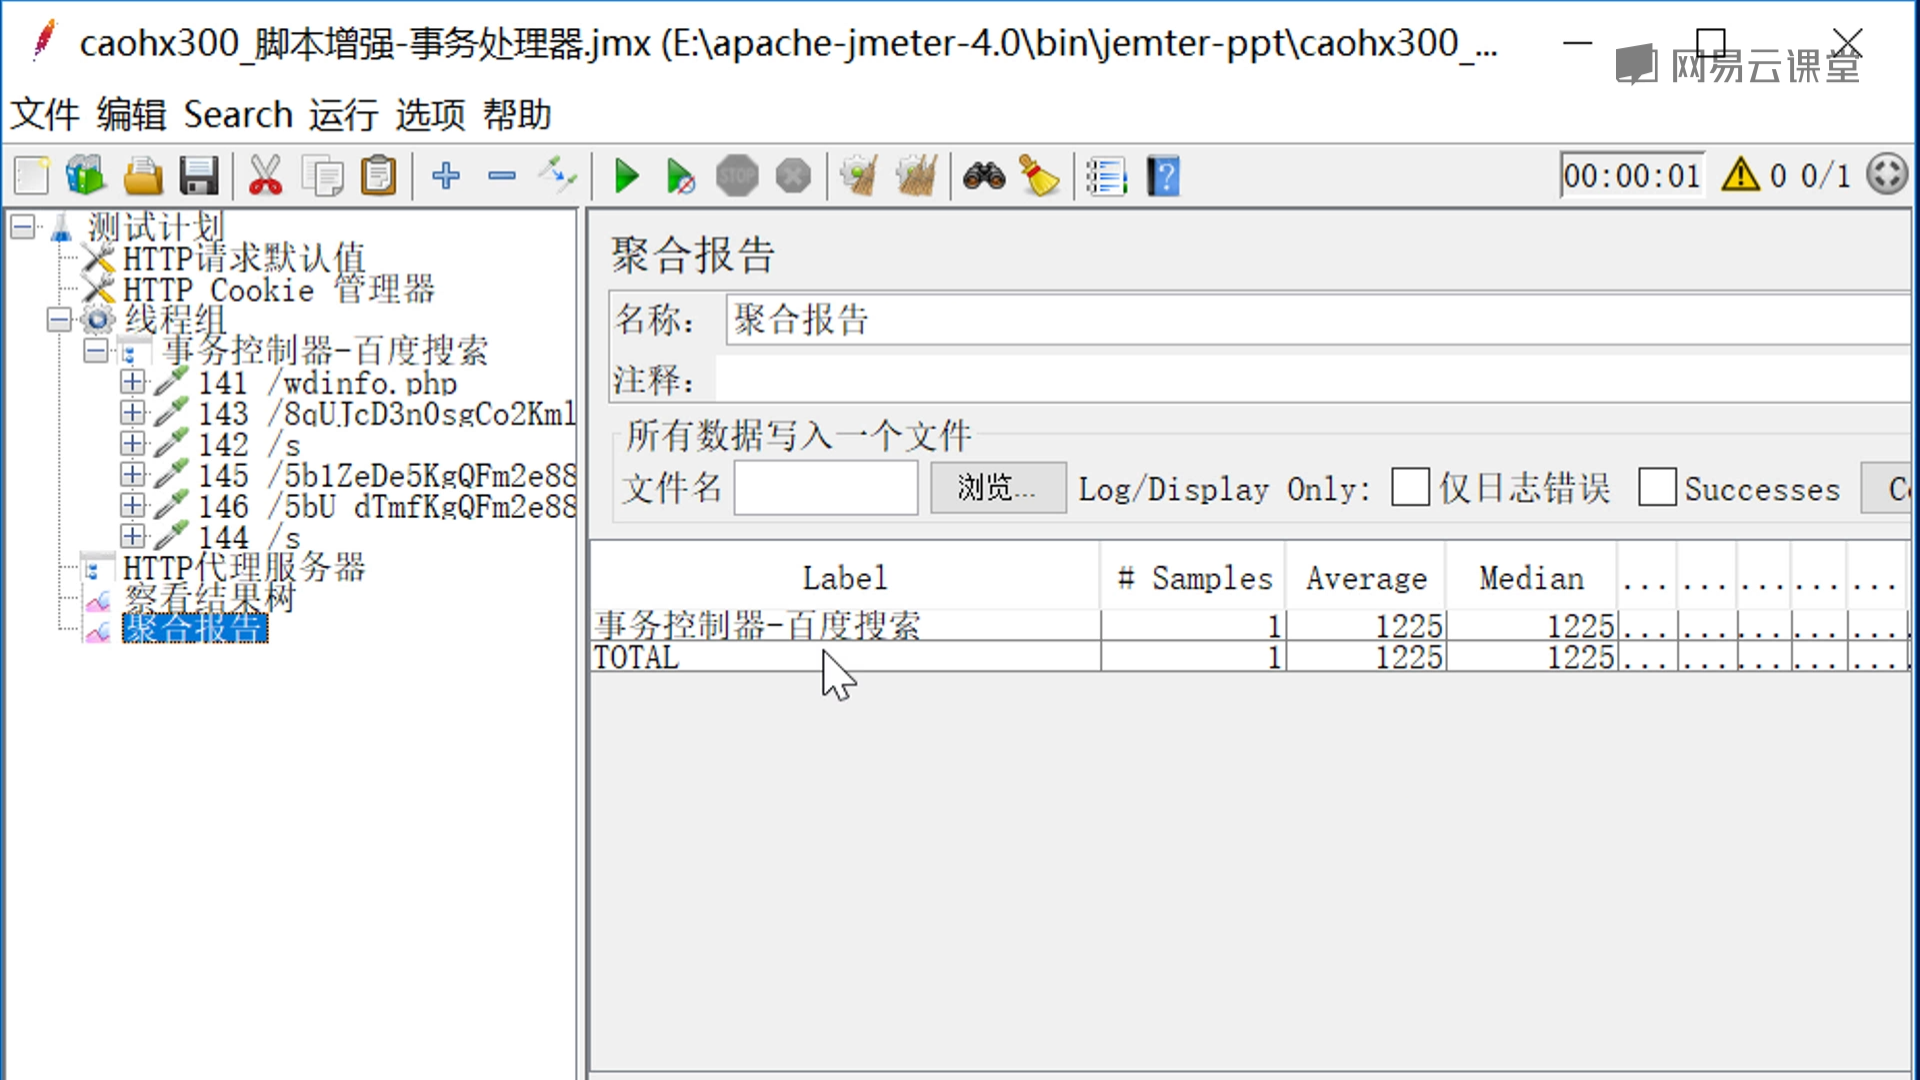 caohx300_脚本增强-事务处理器.jmx (E:\apache-jmeter-4.0\bin\jemter-ppt\caohx300_...
网易云课堂
文件 编辑 Search 运行 选项 帮助
STOP
00:00:01 0 0/1
测试计划
HTTP请求默认值
HTTP Cookie 管理器
线程组
事务控制器-百度搜索
141 /wdinfo.php
143 /8qUJcD3n0sgCo2Kml
142 /s
145 /5b1ZeDe5KgQFm2e88
146 /5bU_dTmfKgQFm2e88
144 /s
HTTP代理服务器
察看结果树
聚合报告
聚合报告
名称： 聚合报告
注释：
所有数据写入一个文件
文件名 浏览... Log/Display Only: 仅日志错误 Successes Co
Label # Samples Average Median ... ... ... ... ...
事务控制器-百度搜索 1 1225 1225 ... ... ... ... ...
TOTAL 1 1225 1225 ... ... ... ... ...